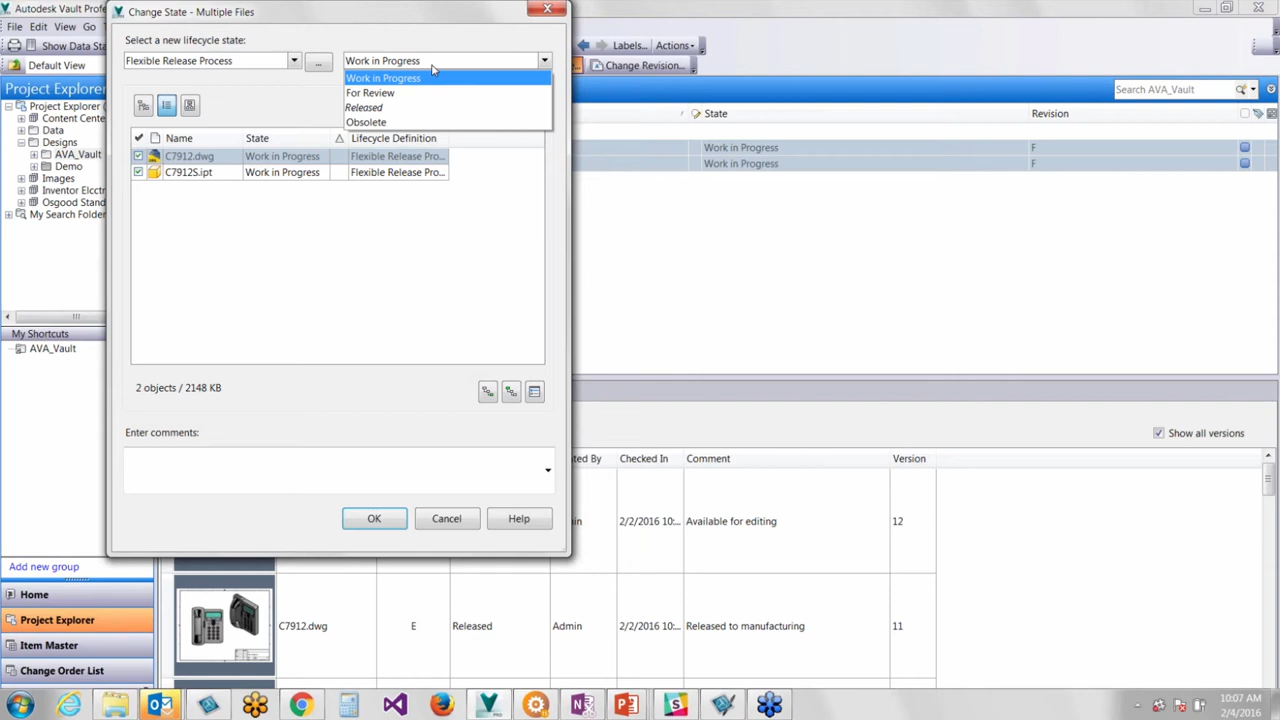 Autodesk Vault Profe
Change State - Multiple Files
File Edit View Go
Show Data Sta
Labels...
Actions
Default View
Change Revision...
Project Explorer
Search AVA_Vault
Project Explorer
Content Cente
Data
Designs
AVA_Vault
Demo
Images
Inventor Elcctri
Osgood Standa
My Search Folder
Select a new lifecycle state:
Flexible Release Process
...
Work in Progress
Work in Progress
For Review
Released
Obsolete
Name State Lifecycle Definition
C7912.dwg Work in Progress Flexible Release Pro...
C7912S.ipt Work in Progress Flexible Release Pro...
State Revision
Work in Progress F
Work in Progress F
My Shortcuts
AVA_Vault
2 objects / 2148 KB
Enter comments:
OK Cancel Help
Show all versions
ted By Checked In Comment Version
in 2/2/2016 10:... Available for editing 12
C7912.dwg E Released Admin 2/2/2016 10:... Released to manufacturing 11
Add new group
Home
Project Explorer
Item Master
Change Order List
10:07 AM
2/4/2016